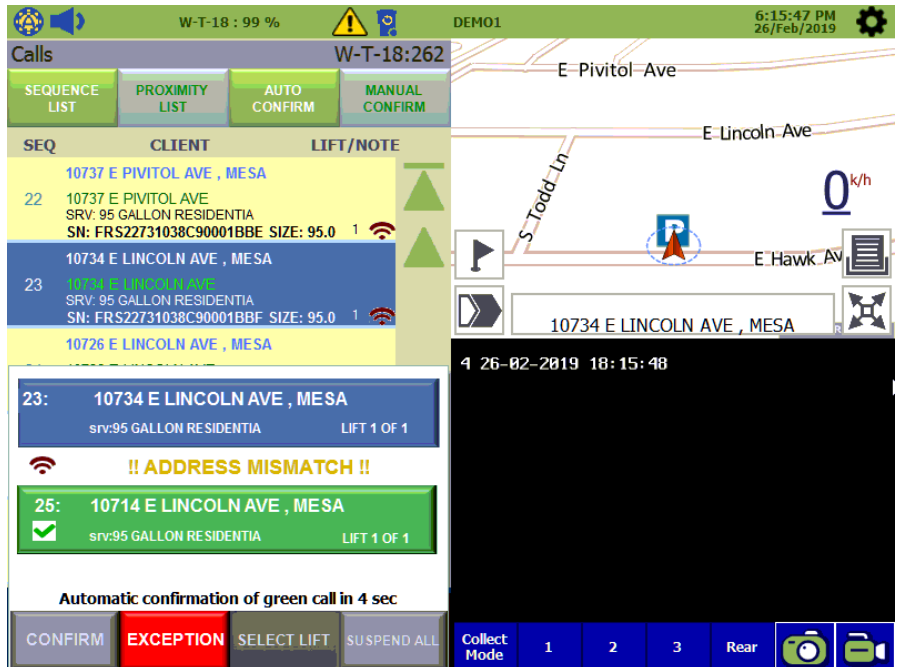 W-T-18 : 99 %
DEMO1
6:15:47 PM
26/Feb/2019
Calls
W-T-18:262
SEQUENCE
LIST
PROXIMITY
LIST
AUTO
CONFIRM
MANUAL
CONFIRM
SEQ CLIENT LIFT/NOTE
10737 E PIVITOL AVE , MESA
22 10737 E PIVITOL AVE
SRV: 95 GALLON RESIDENTIA
SN: FRS22731038C90001BBE SIZE: 95.0 1
10734 E LINCOLN AVE , MESA
23 10734 E LINCOLN AVE
SRV: 95 GALLON RESIDENTIA
SN: FRS22731038C90001BBF SIZE: 95.0 1
10726 E LINCOLN AVE , MESA
23: 10734 E LINCOLN AVE , MESA
srv:95 GALLON RESIDENTIA LIFT 1 OF 1
!! ADDRESS MISMATCH !!
25: 10714 E LINCOLN AVE , MESA
srv:95 GALLON RESIDENTIA LIFT 1 OF 1
Automatic confirmation of green call in 4 sec
CONFIRM
EXCEPTION
SELECT LIFT
SUSPEND ALL
E Pivitol Ave
E Lincoln Ave
S Todd Ln
0 k/h
P
E Hawk Av
10734 E LINCOLN AVE , MESA
R
4 26-02-2019 18:15:48
Collect
Mode
1
2
3
Rear